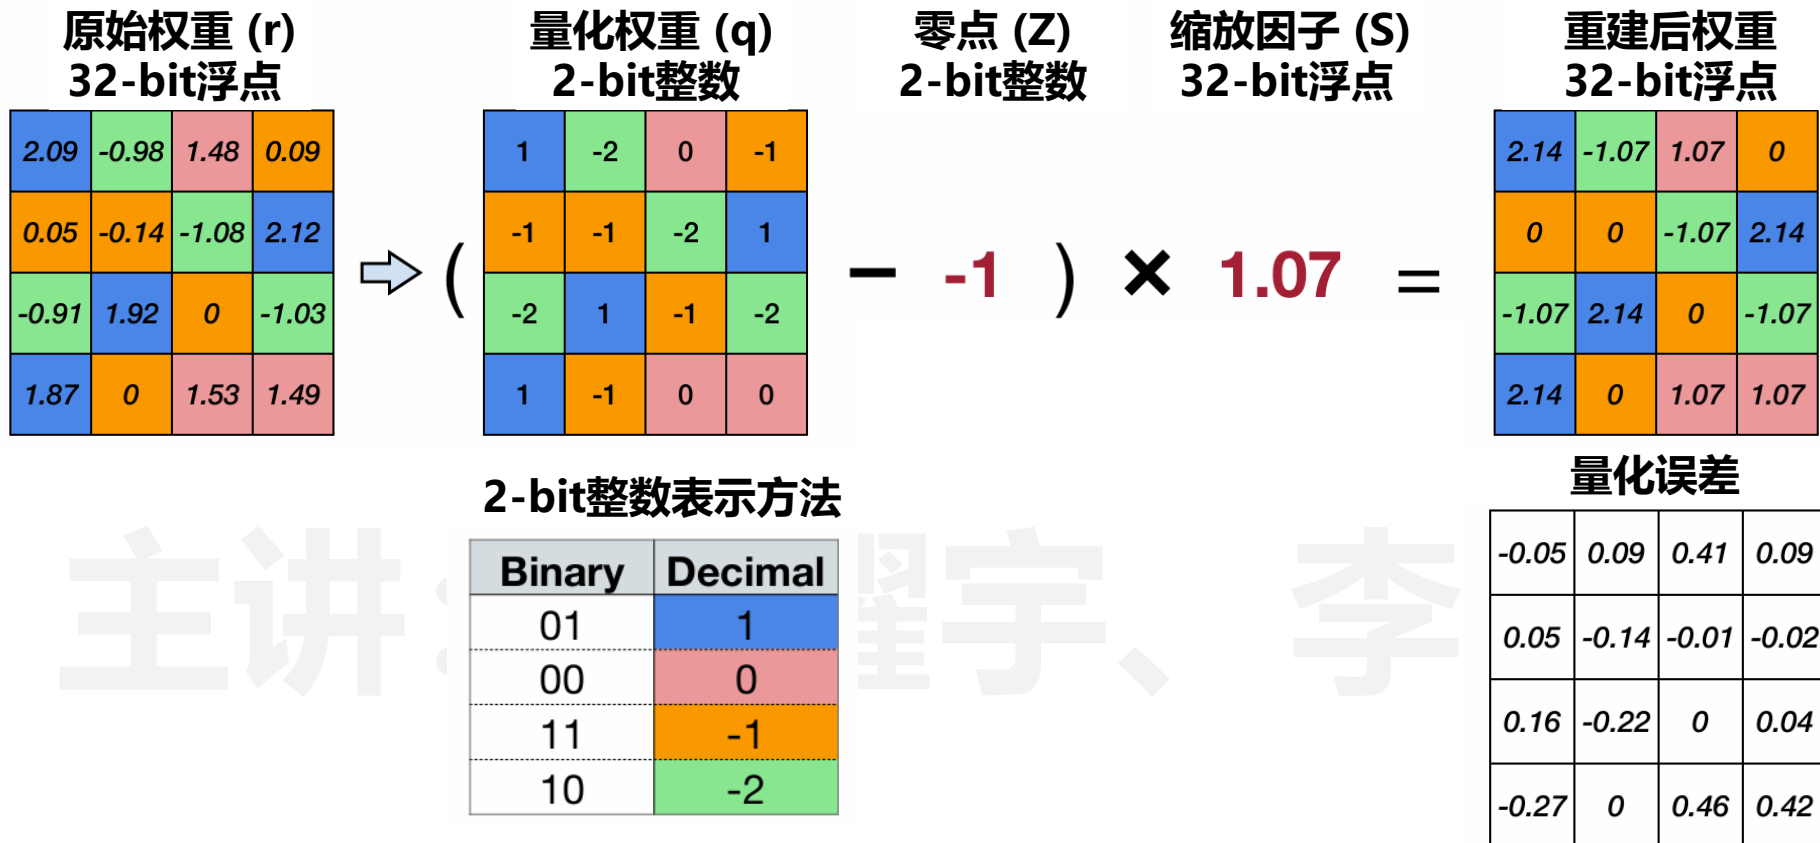 原始权重 (r)
32-bit浮点
量化权重 (q)
2-bit整数
零点 (Z)
2-bit整数
缩放因子 (S)
32-bit浮点
重建后权重
32-bit浮点
2.09 -0.98 1.48 0.09
0.05 -0.14 -1.08 2.12
-0.91 1.92 0 -1.03
1.87 0 1.53 1.49
(
1 -2 0 -1
-1 -1 -2 1
-2 1 -1 -2
1 -1 0 0
− -1 ) × 1.07 =
2.14 -1.07 1.07 0
0 0 -1.07 2.14
-1.07 2.14 0 -1.07
2.14 0 1.07 1.07
2-bit整数表示方法
Binary Decimal
01 1
00 0
11 -1
10 -2
量化误差
-0.05 0.09 0.41 0.09
0.05 -0.14 -0.01 -0.02
0.16 -0.22 0 0.04
-0.27 0 0.46 0.42
主讲: 宇、李